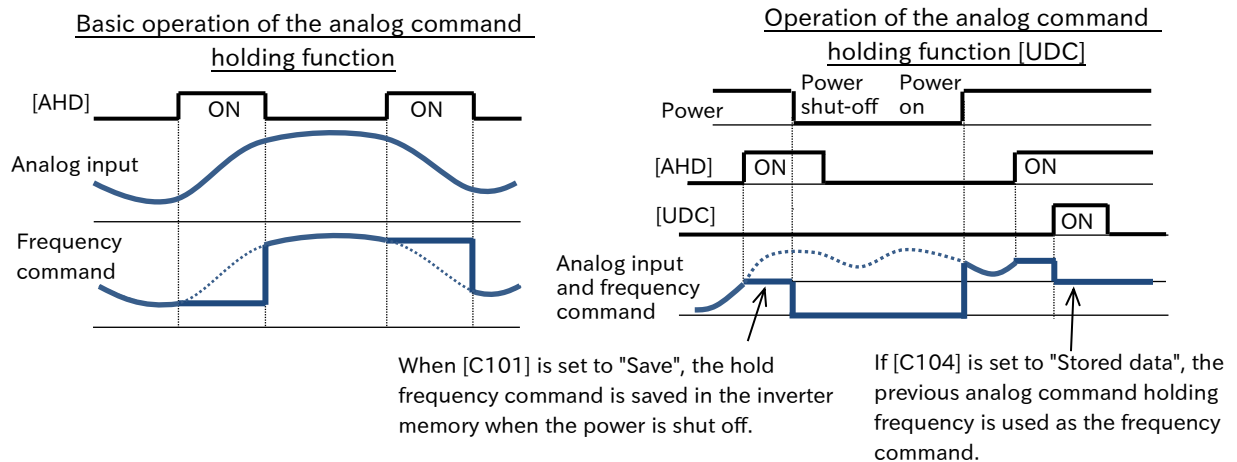 Basic operation of the analog command
holding function
[AHD]
ON
ON
Analog input
Frequency
command
Operation of the analog command
holding function [UDC]
Power
Power
shut-off
Power
on
[AHD]
ON
ON
[UDC]
ON
Analog input
and frequency
command
When [C101] is set to "Save", the hold
frequency command is saved in the inverter
memory when the power is shut off.
If [C104] is set to "Stored data", the
previous analog command holding
frequency is used as the frequency
command.